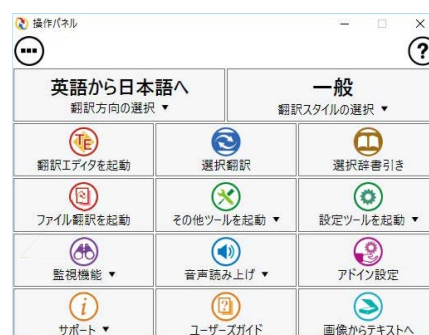 操作パネル
?
英語から日本語へ
翻訳方向の選択 ▼
一般
翻訳スタイルの選択 ▼
TE
翻訳エディタを起動
選択翻訳
選択辞書引き
ファイル翻訳を起動
その他ツールを起動 ▼
設定ツールを起動 ▼
監視機能 ▼
音声読み上げ ▼
アドイン設定
i
サポート ▼
?
ユーザーズガイド
画像からテキストへ